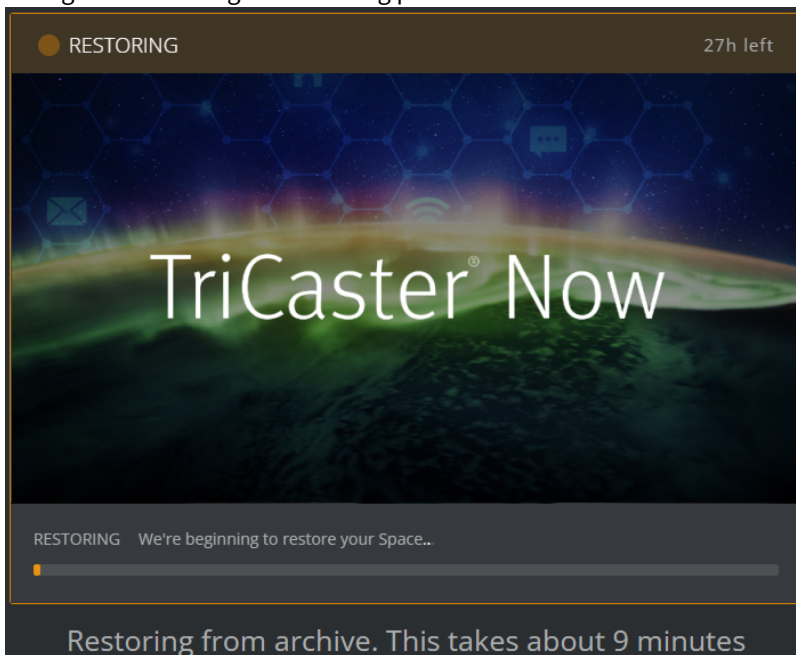 RESTORING
27h left
TriCaster® Now
RESTORING We're beginning to restore your Space..
Restoring from archive. This takes about 9 minutes